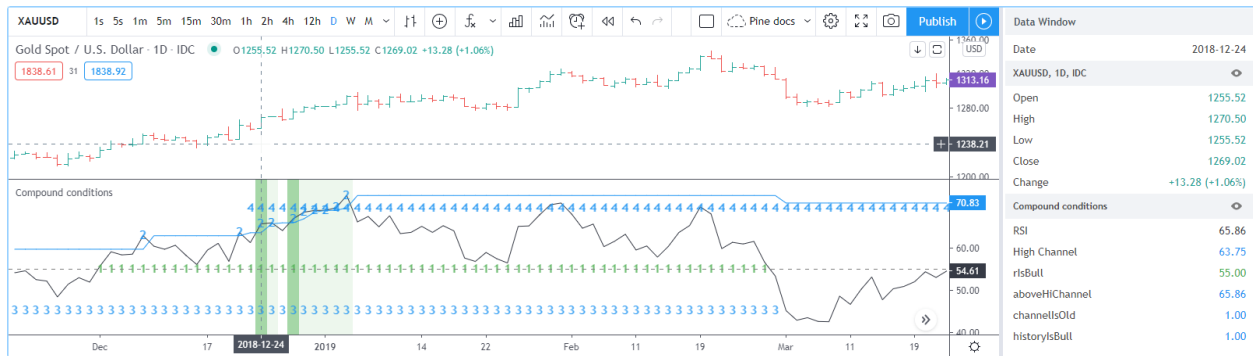 XAUUSD 1s 5s 1m 5m 15m 30m 1h 2h 4h 12h D W M Pine docs Publish
Gold Spot / U.S. Dollar · 1D · IDC O1255.52 H1270.50 L1255.52 C1269.02 +13.28 (+1.06%)
1838.61 31 1838.92
USD
1360.00
1313.16
1280.00
1238.21
1200.00
Compound conditions
70.83
60.00
54.61
50.00
40.00
Dec 17 2018-12-24 2019 14 22 Feb 11 19 Mar 11 19
Data Window
Date 2018-12-24
XAUUSD, 1D, IDC
Open 1255.52
High 1270.50
Low 1255.52
Close 1269.02
Change +13.28 (+1.06%)
Compound conditions
RSI 65.86
High Channel 63.75
rIsBull 55.00
aboveHiChannel 65.86
channelIsOld 1.00
historyIsBull 1.00